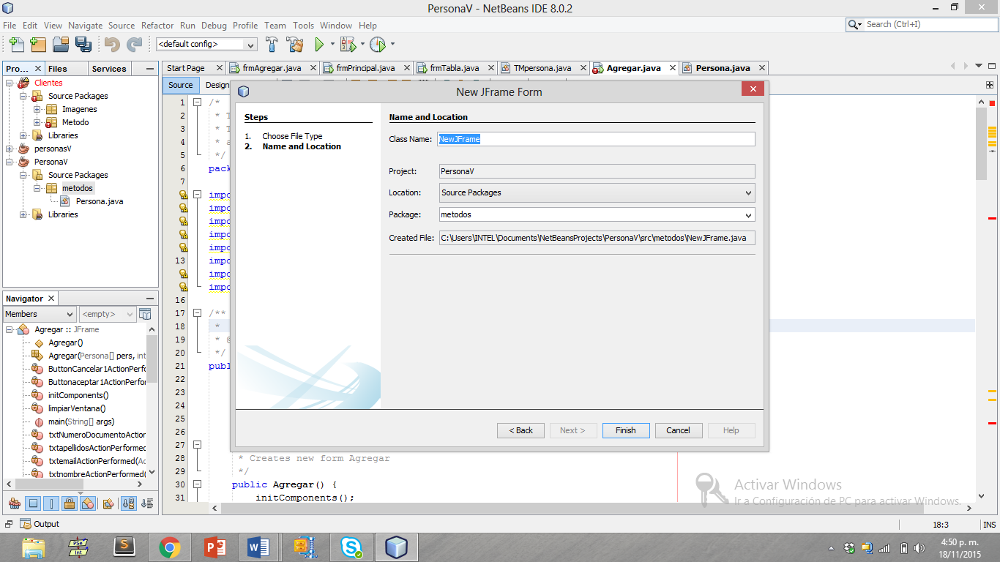 PersonaV - NetBeans IDE 8.0.2
File Edit View Navigate Source Refactor Run Debug Profile Team Tools Window Help
Search (Ctrl+I)
<default config>
Pro... Files Services
Start Page frmAgregar.java frmPrincipal.java frmTabla.java TMpersona.java Agregar.java Persona.java
Clientes
Source Packages
Imagenes
Metodo
Libraries
personasV
PersonaV
Source Packages
metodos
Persona.java
Libraries
Navigator
Members <empty>
Agregar :: JFrame
Agregar()
Agregar(Persona[] pers, int
ButtonCancelar1ActionPerfo
Buttonaceptar1ActionPerfor
initComponents()
limpiarVentana()
main(String[] args)
txtNumeroDocumentoAction
txtapellidosActionPerformed
txtemailActionPerformed(Ac
txtnombreActionPerformed(
Source Design
1 /*
2 * T
3 * T
4 * a
5 */
6 pack
7
impo
impo
impo
impo
impo
13 impo
impo
impo
16
17 /**
18 *
19 * @
20 */
21 publ
22
23
24
25
26
27
28 * Creates new form Agregar
29 */
30 public Agregar() {
31 initComponents();
New JFrame Form
Steps
1. Choose File Type
2. Name and Location
Name and Location
Class Name: NewJFrame
Project: PersonaV
Location: Source Packages
Package: metodos
Created File: C:\Users\INTEL\Documents\NetBeansProjects\PersonaV\src\metodos\NewJFrame.java
< Back Next > Finish Cancel Help
Activar Windows
Ir a Configuración de PC para activar Windows.
Output
18:3 INS
PSe
Int
4:50 p. m.
18/11/2015